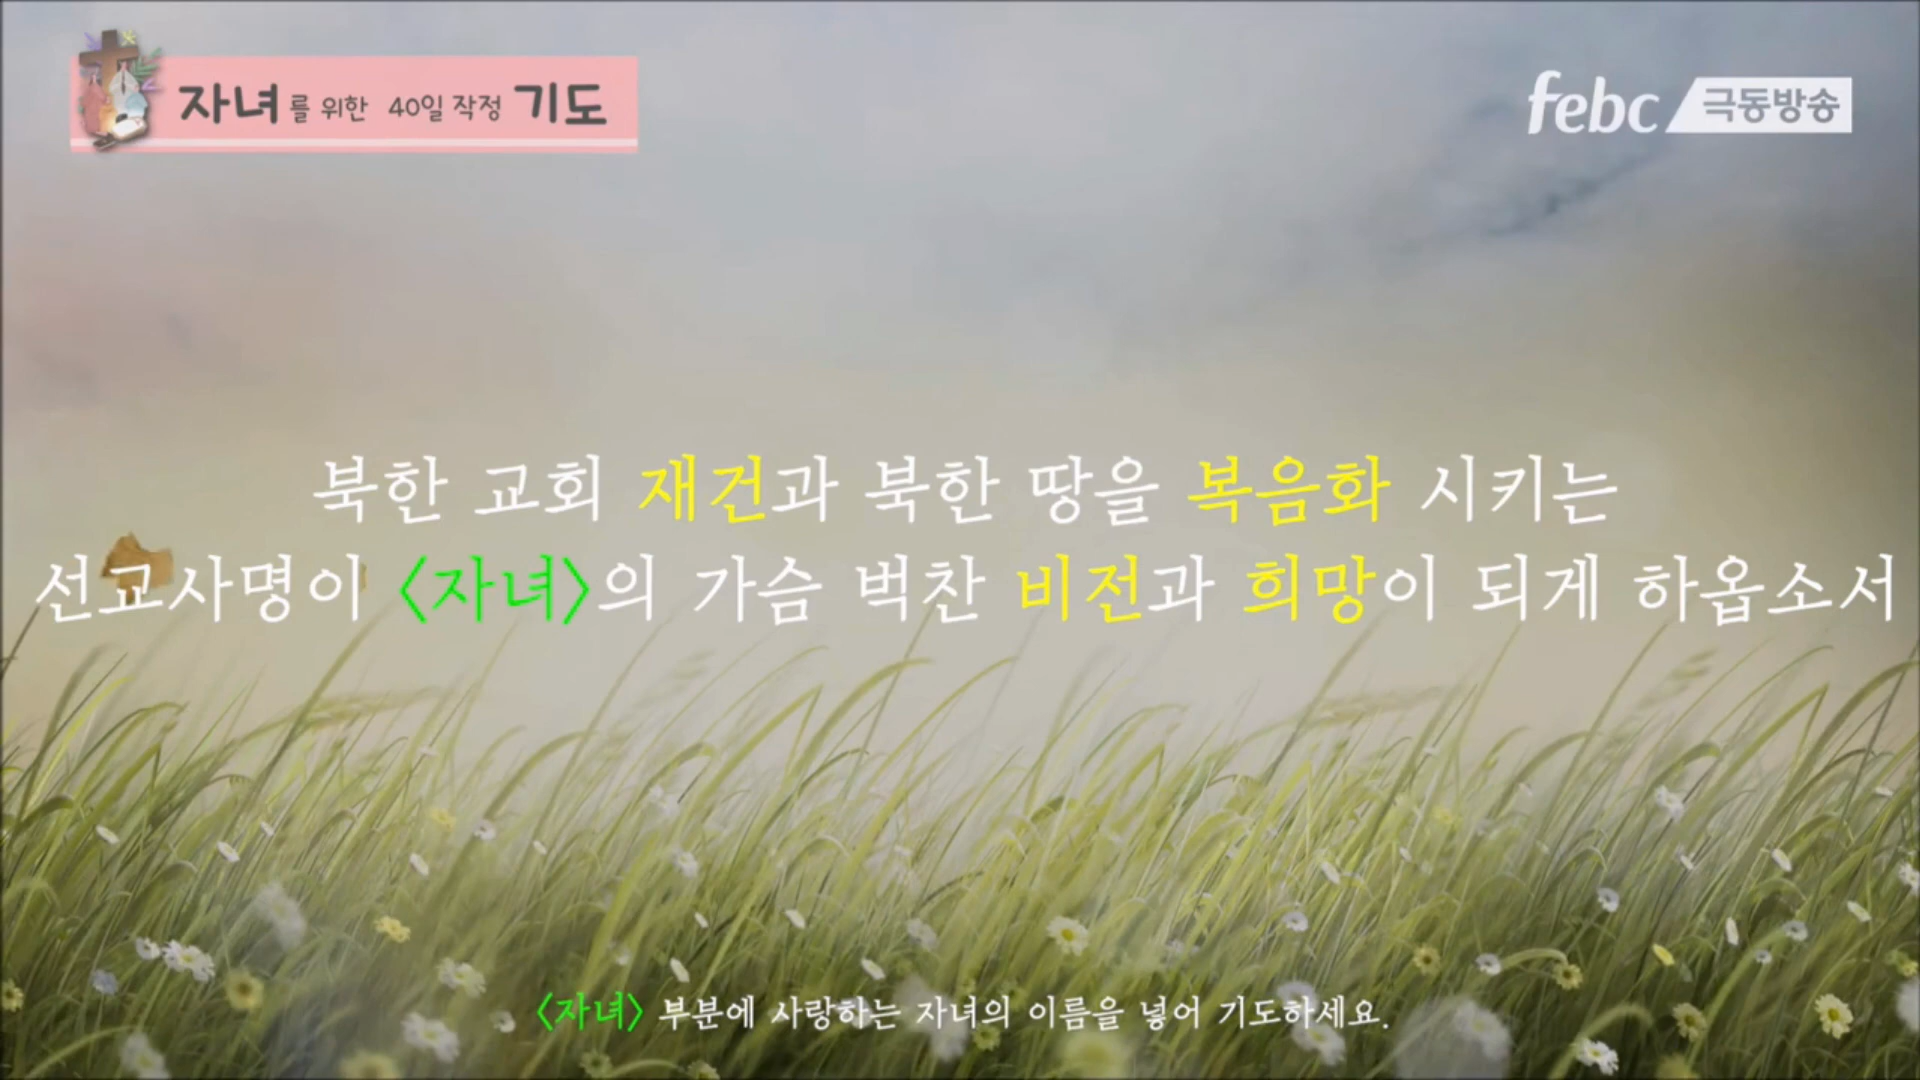 자녀를 위한 40일 작정 기도
febc 극동방송
북한 교회 재건과 북한 땅을 복음화 시키는
선교사명이 〈자녀〉의 가슴 벅찬 비전과 희망이 되게 하옵소서
〈자녀〉 부분에 사랑하는 자녀의 이름을 넣어 기도하세요.